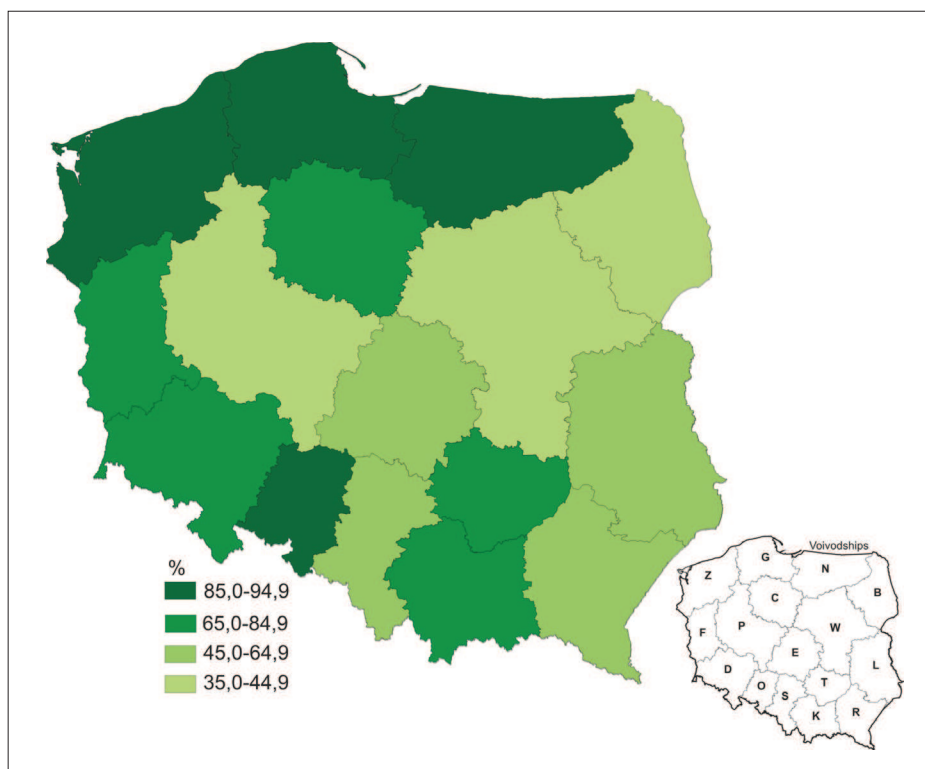 %
85,0-94,9
65,0-84,9
45,0-64,9
35,0-44,9
Voivodships
Z
G
N
B
C
F
P
W
E
D
L
O
S
T
K
R